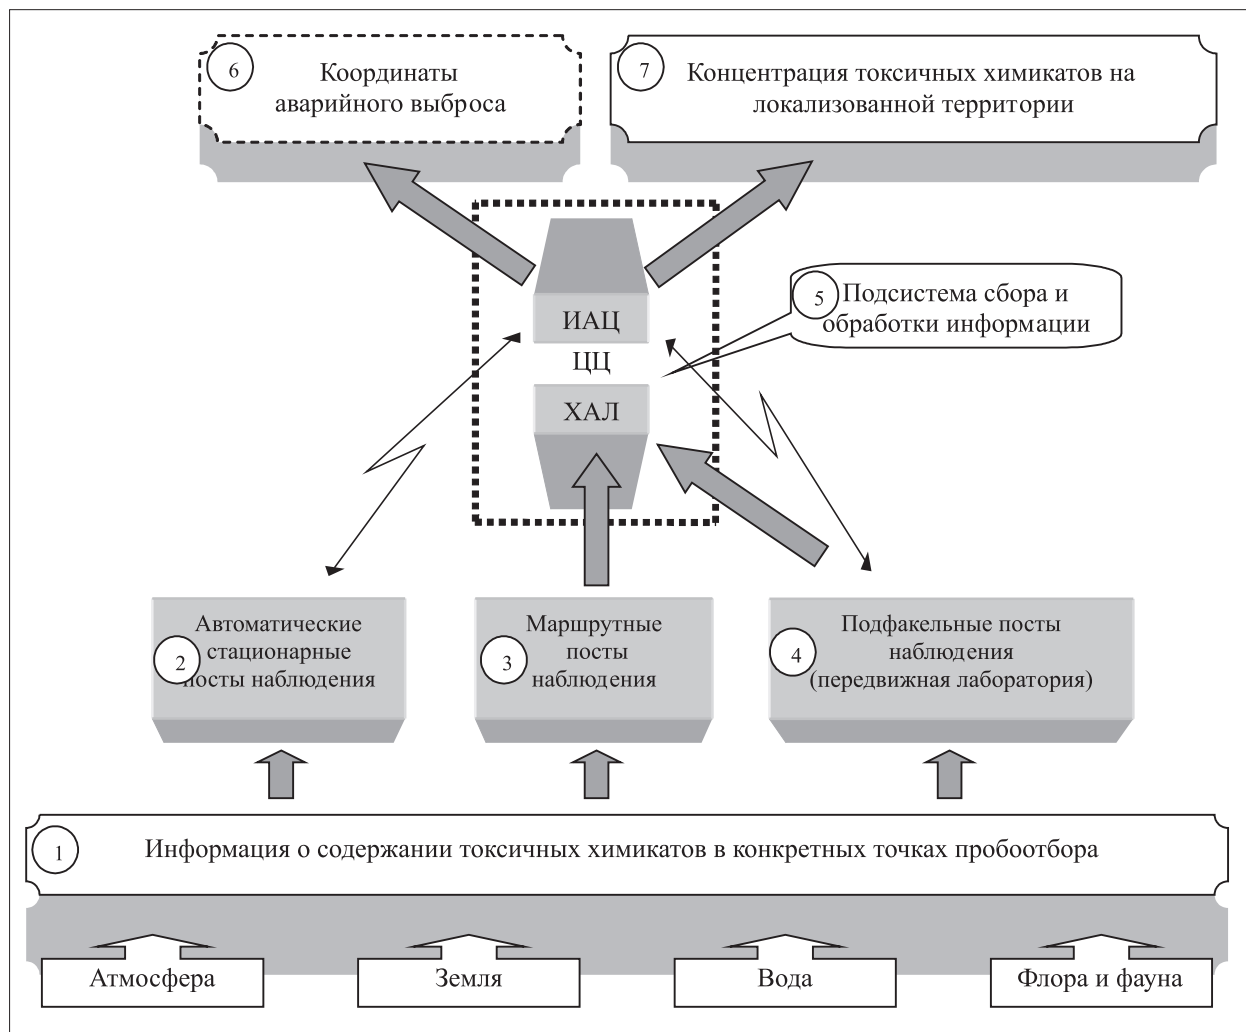 6
Координаты
аварийного выброса
7
Концентрация токсичных химикатов на
локализованной территории
5
Подсистема сбора и
обработки информации
ИАЦ
ЦЦ
ХАЛ
2
Автоматические
стационарные
посты наблюдения
3
Маршрутные
посты
наблюдения
4
Подфакельные посты
наблюдения
(передвижная лаборатория)
1
Информация о содержании токсичных химикатов в конкретных точках пробоотбора
Атмосфера
Земля
Вода
Флора и фауна